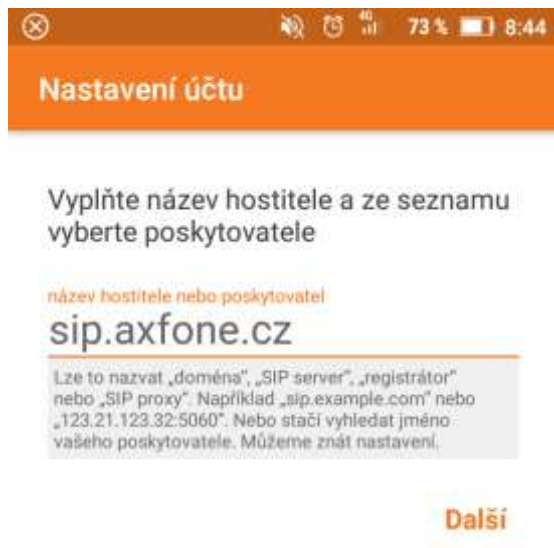 4G 73 % 8:44
Nastavení účtu
Vyplňte název hostitele a ze seznamu
vyberte poskytovatele
název hostitele nebo poskytovatel
sip.axfone.cz
Lze to nazvat „doména", „SIP server", „registrátor"
nebo „SIP proxy". Například „sip.example.com" nebo
„123.21.123.32:5060". Nebo stačí vyhledat jméno
vašeho poskytovatele. Můžeme znát nastavení.
Další